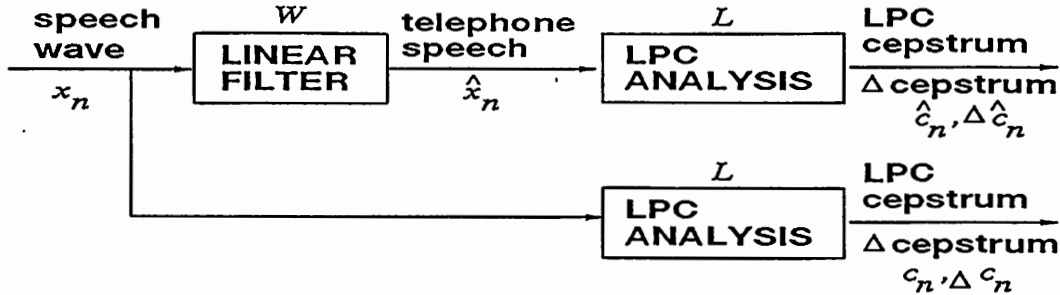 speech
wave
x_n
W
LINEAR
FILTER
telephone
speech
x̂_n
L
LPC
ANALYSIS
LPC
cepstrum
Δ cepstrum
ĉ_n, Δ ĉ_n
L
LPC
ANALYSIS
LPC
cepstrum
Δ cepstrum
c_n, Δ c_n